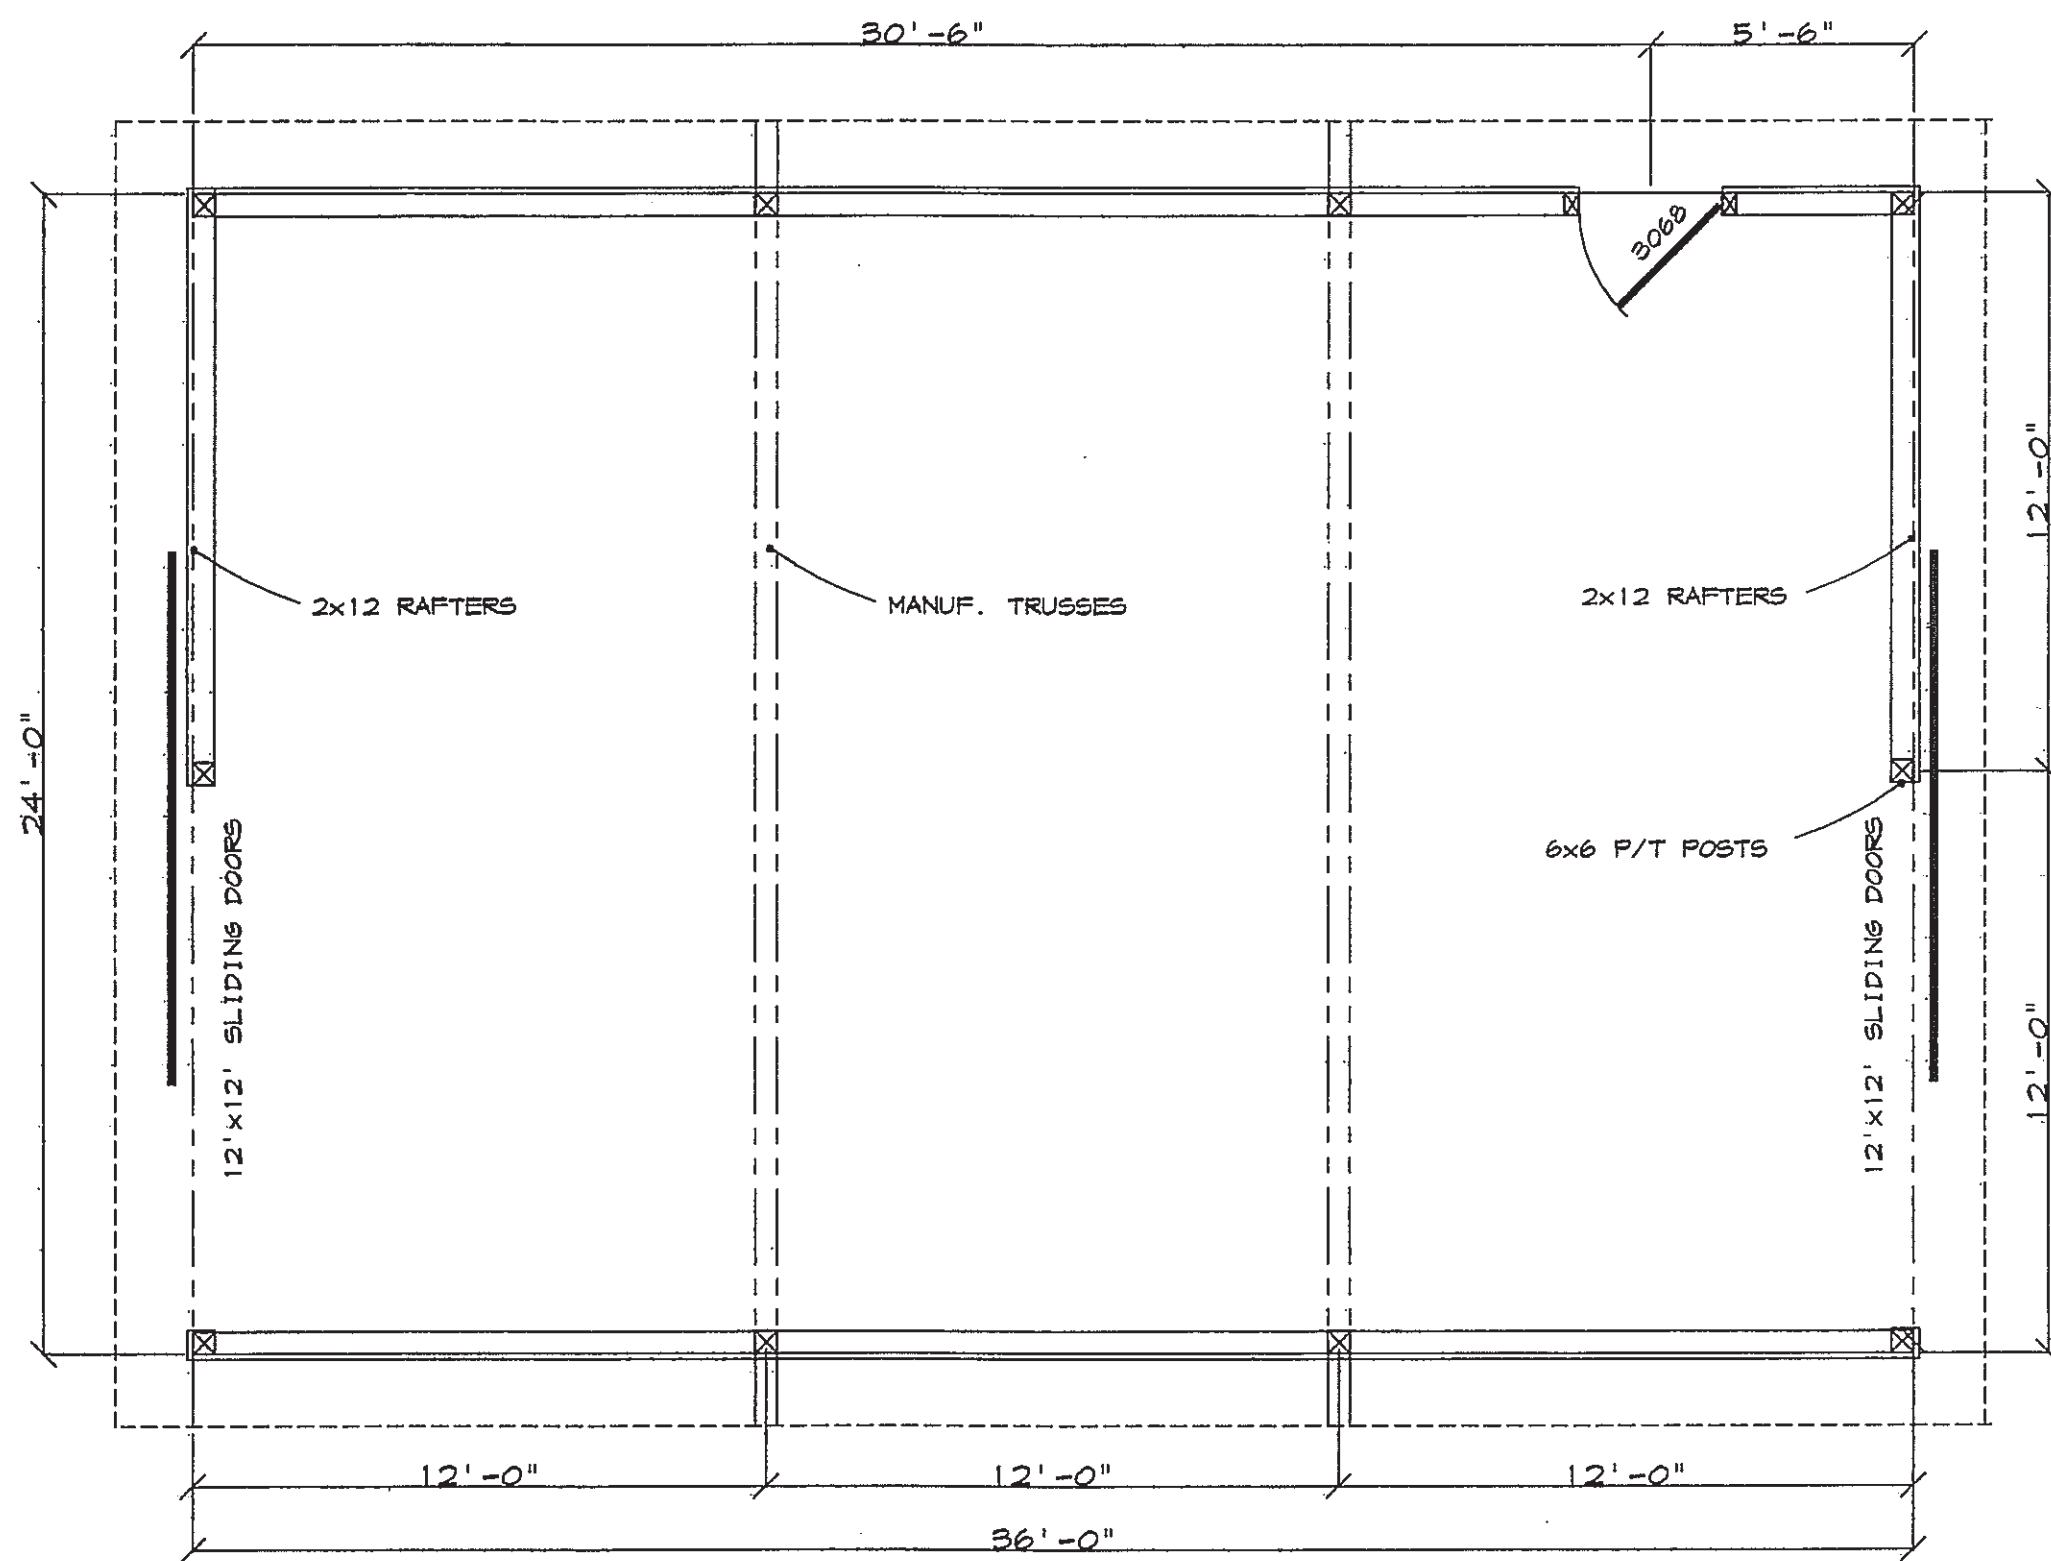 30'-6"
5'-6"
3068
12'-0"
2x12 RAFTERS
MANUF. TRUSSES
2x12 RAFTERS
24'-0"
6x6 P/T POSTS
12'x12' SLIDING DOORS
12'x12' SLIDING DOORS
12'-0"
12'-0"
12'-0"
12'-0"
36'-0"